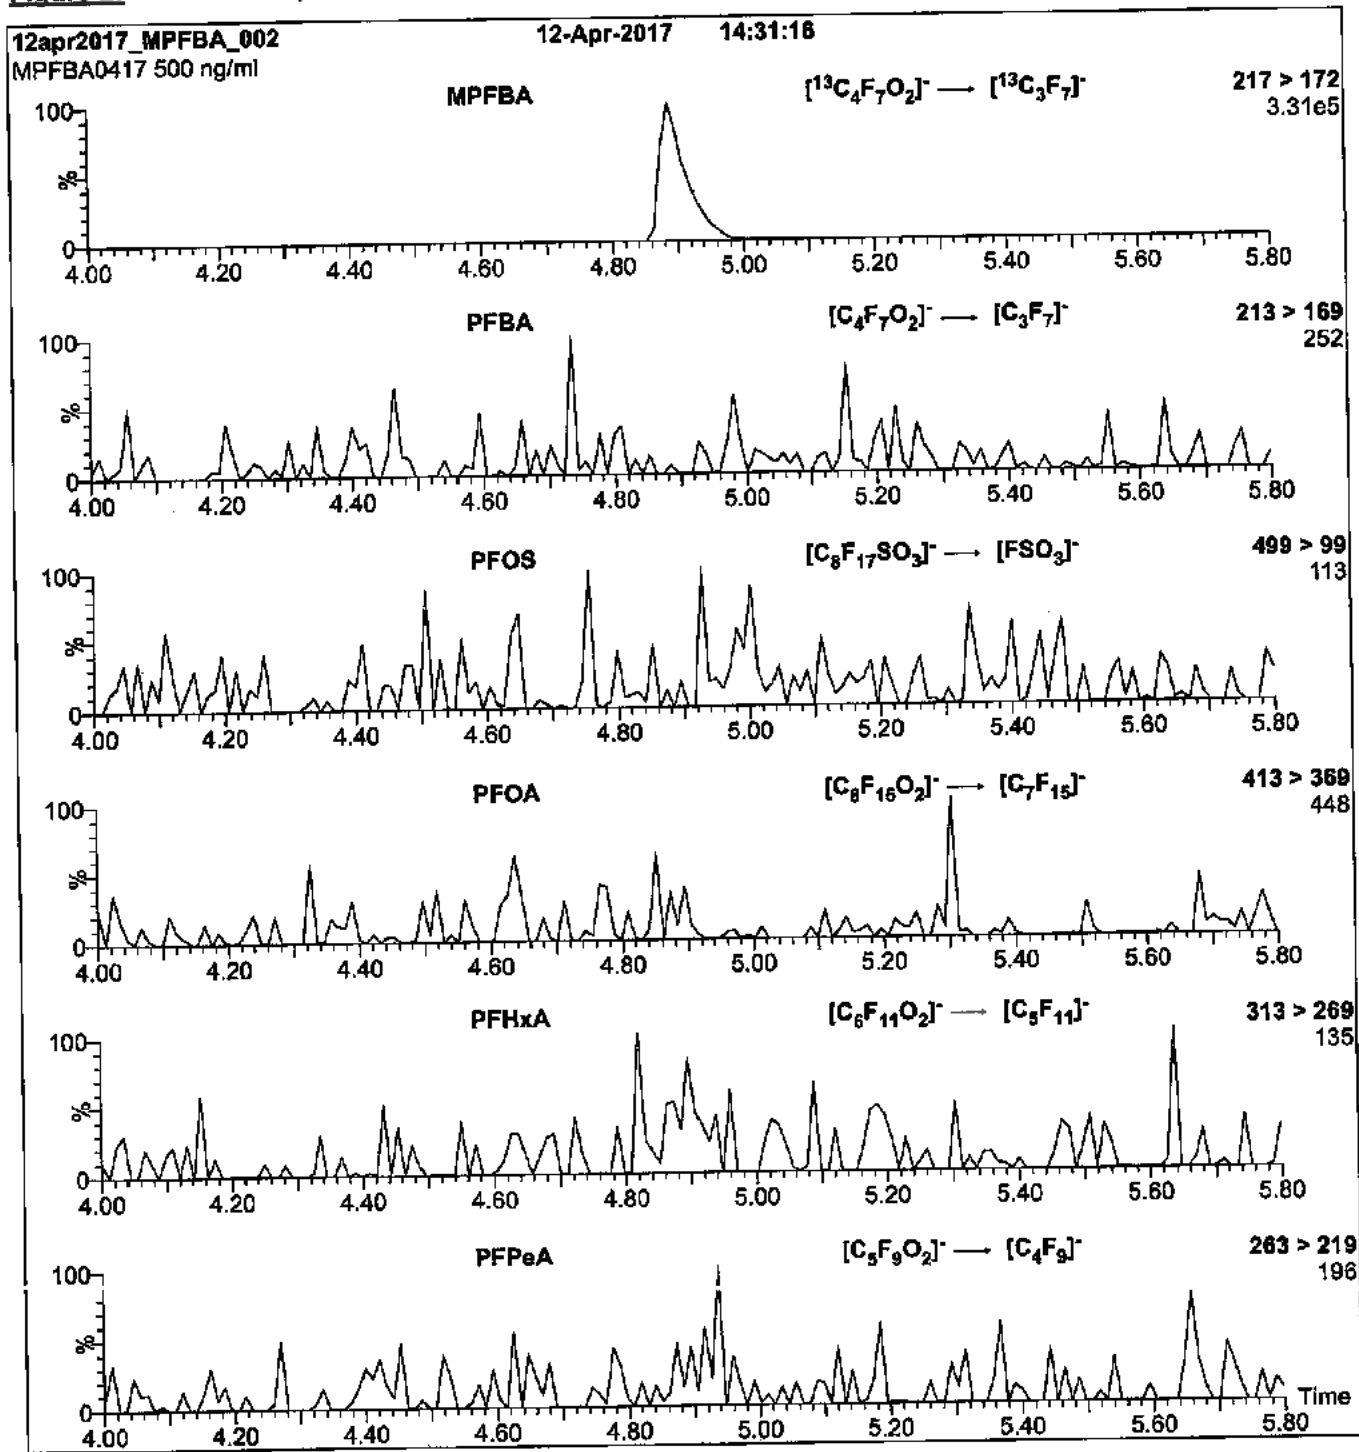 12apr2017_MPFBA_002 12-Apr-2017 14:31:16
MPFBA0417 500 ng/ml
MPFBA [¹³C₄F₇O₂]⁻ → [¹³C₃F₇]⁻ 217 > 172
3.31e5
100
%
0
4.00 4.20 4.40 4.60 4.80 5.00 5.20 5.40 5.60 5.80
PFBA [C₄F₇O₂]⁻ → [C₃F₇]⁻ 213 > 169
252
100
%
0
4.00 4.20 4.40 4.60 4.80 5.00 5.20 5.40 5.60 5.80
PFOS [C₈F₁₇SO₃]⁻ → [FSO₃]⁻ 499 > 99
113
100
%
0
4.00 4.20 4.40 4.60 4.80 5.00 5.20 5.40 5.60 5.80
PFOA [C₈F₁₅O₂]⁻ → [C₇F₁₅]⁻ 413 > 369
448
100
%
0
4.00 4.20 4.40 4.60 4.80 5.00 5.20 5.40 5.60 5.80
PFHxA [C₆F₁₁O₂]⁻ → [C₅F₁₁]⁻ 313 > 269
135
100
%
0
4.00 4.20 4.40 4.60 4.80 5.00 5.20 5.40 5.60 5.80
PFPeA [C₅F₉O₂]⁻ → [C₄F₉]⁻ 263 > 219
196
100
%
0
Time
4.00 4.20 4.40 4.60 4.80 5.00 5.20 5.40 5.60 5.80